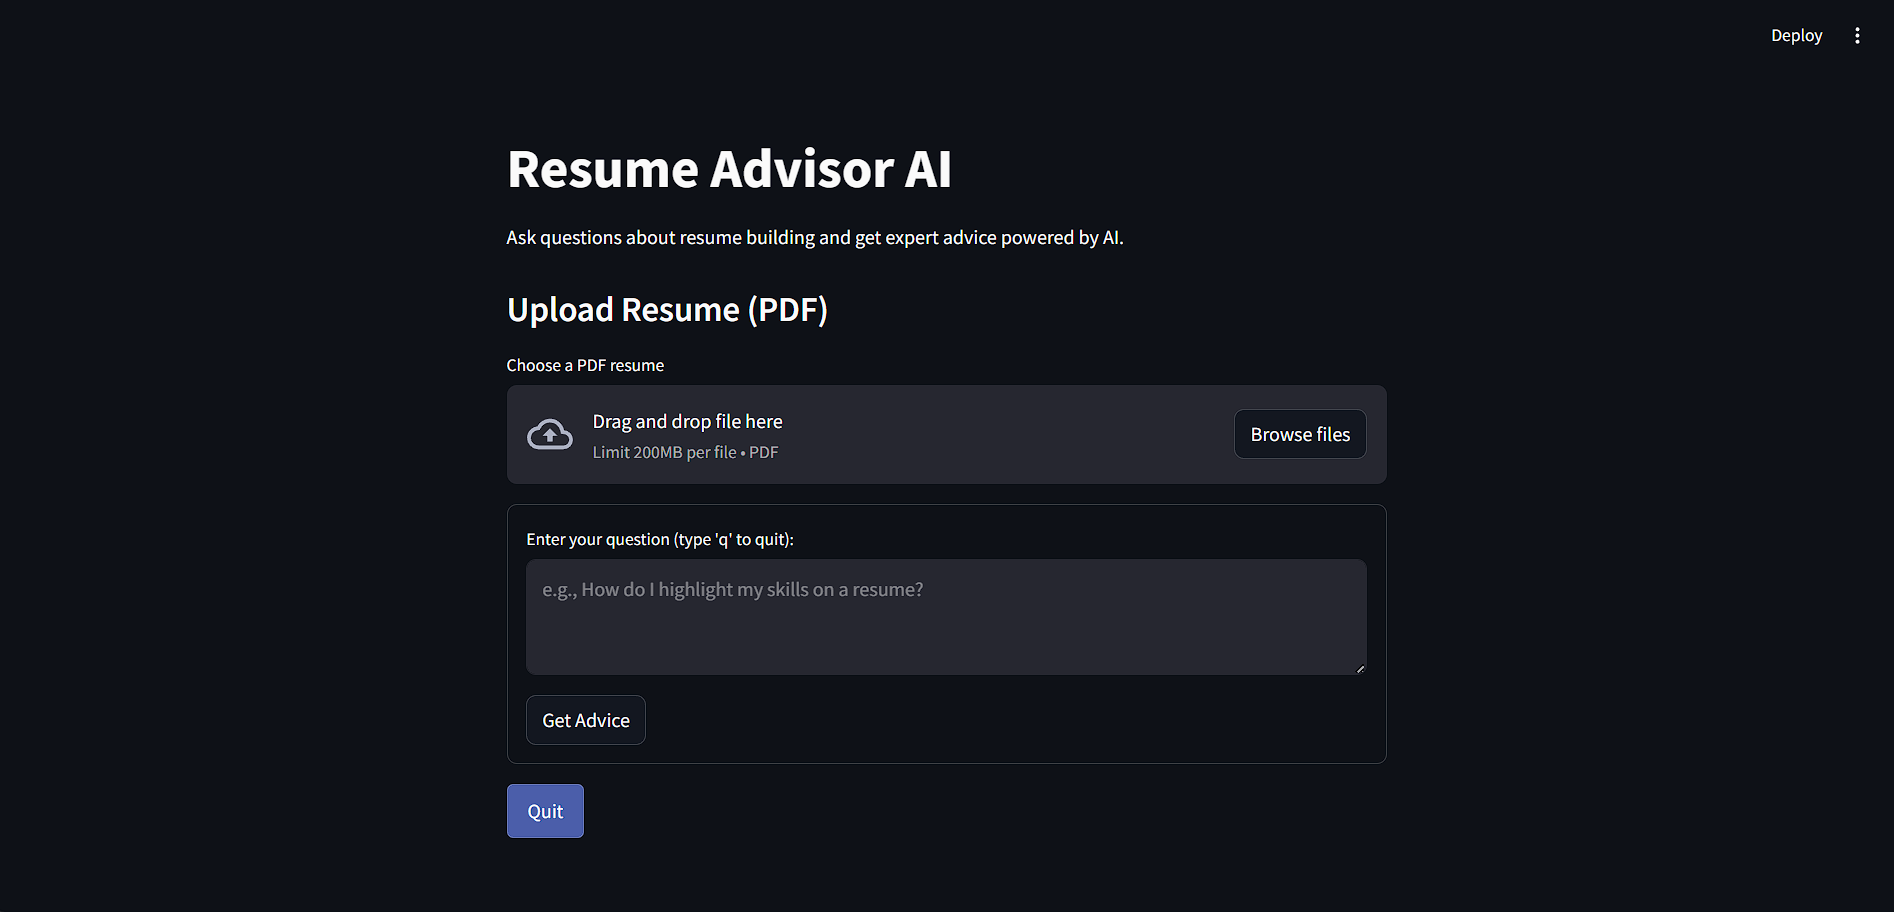 Deploy
Resume Advisor AI
Ask questions about resume building and get expert advice powered by AI.
Upload Resume (PDF)
Choose a PDF resume
Drag and drop file here
Limit 200MB per file • PDF
Browse files
Enter your question (type 'q' to quit):
e.g., How do I highlight my skills on a resume?
Get Advice
Quit